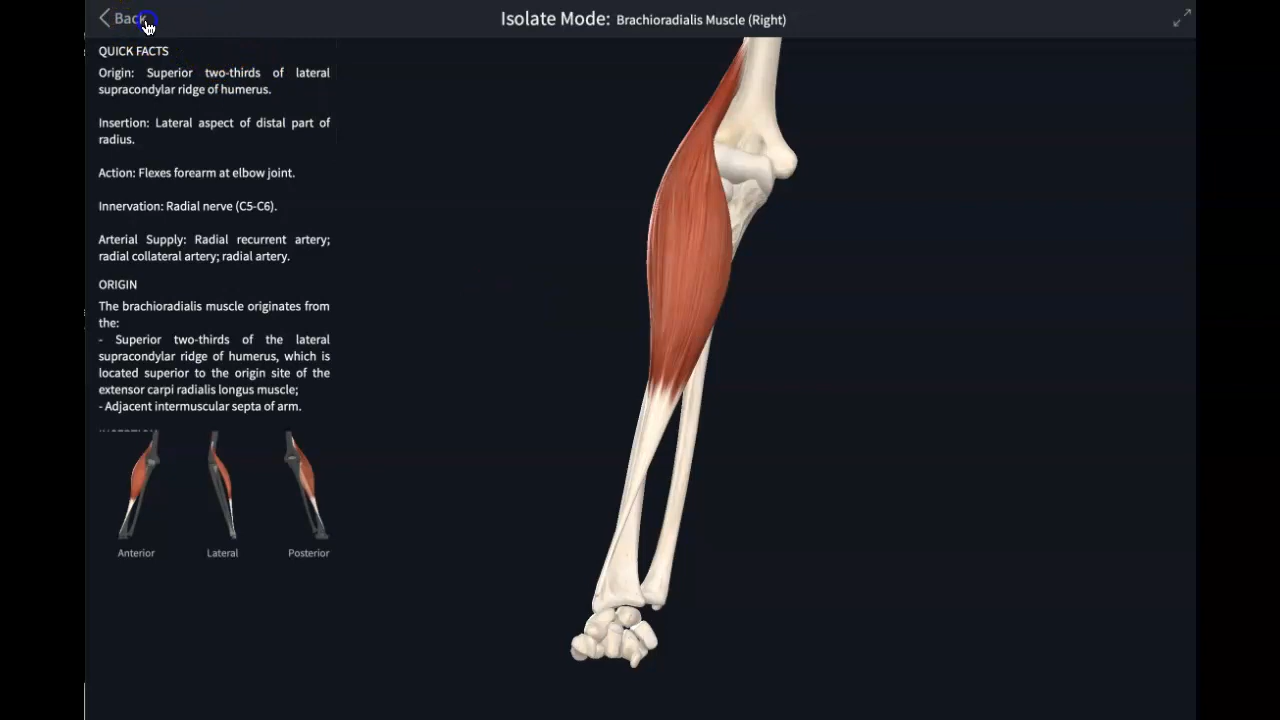 Back
Isolate Mode: Brachioradialis Muscle (Right)
QUICK FACTS
Origin: Superior two-thirds of lateral
supracondylar ridge of humerus.
Insertion: Lateral aspect of distal part of
radius.
Action: Flexes forearm at elbow joint.
Innervation: Radial nerve (C5-C6).
Arterial Supply: Radial recurrent artery;
radial collateral artery; radial artery.
ORIGIN
The brachioradialis muscle originates from
the:
- Superior two-thirds of the lateral
supracondylar ridge of humerus, which is
located superior to the origin site of the
extensor carpi radialis longus muscle;
- Adjacent intermuscular septa of arm.
Anterior
Lateral
Posterior